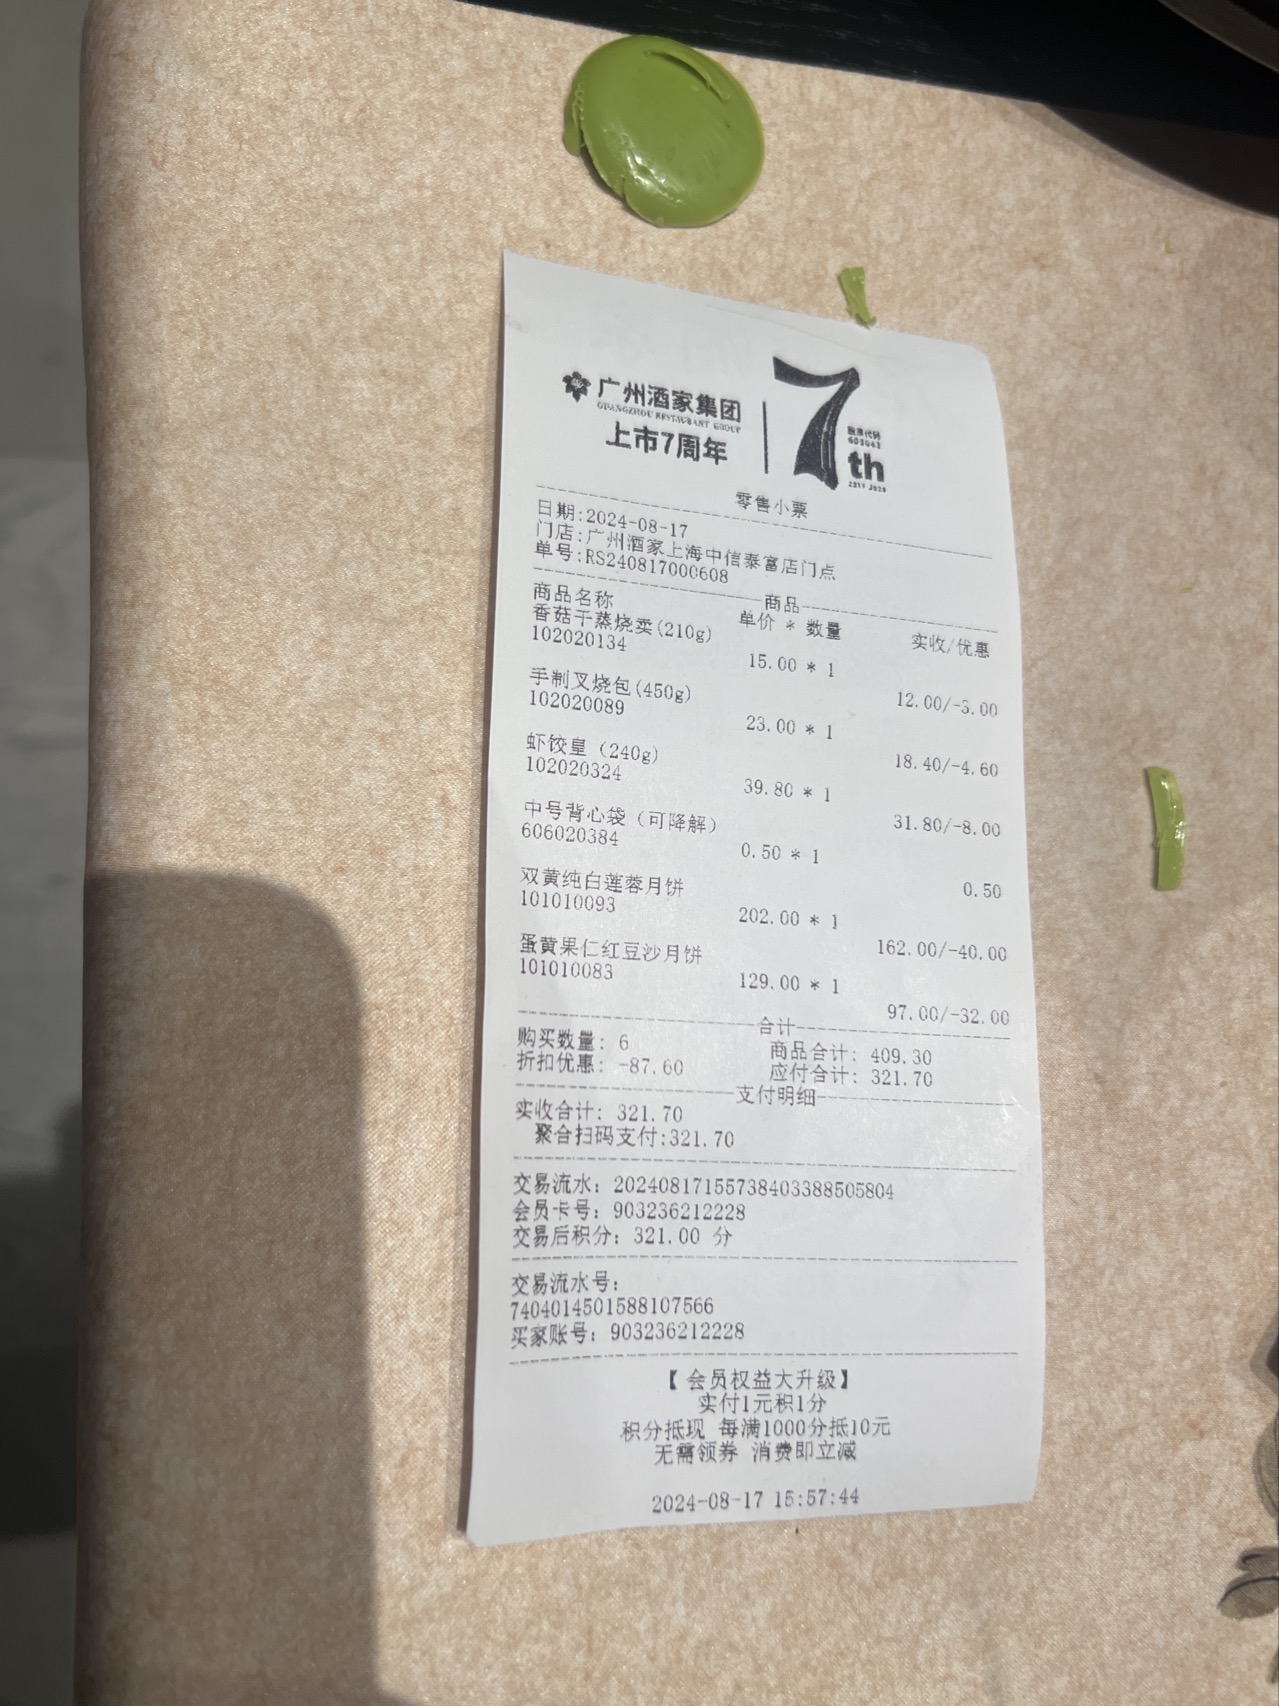 广州酒家集团
GUANGZHOU RESTAURANT GROUP
上市7周年
7th
股票代码
603043
零售小票
日期:2024-08-17
门店:广州酒家上海中信泰富店门点
单号:RS240817000608
商品
商品名称 单价 * 数量 实收/优惠
香菇干蒸烧卖(210g)
102020134 15.00 * 1 12.00/-3.00
手制叉烧包(450g)
102020089 23.00 * 1 18.40/-4.60
虾饺皇（240g)
102020324 39.80 * 1 31.80/-8.00
中号背心袋（可降解）
606020384 0.50 * 1 0.50
双黄纯白莲蓉月饼
101010093 202.00 * 1 162.00/-40.00
蛋黄果仁红豆沙月饼
101010083 129.00 * 1 97.00/-32.00
合计
购买数量: 6 商品合计: 409.30
折扣优惠: -87.60 应付合计: 321.70
支付明细
实收合计: 321.70
聚合扫码支付:321.70
交易流水: 2024081715573840338850​5804
会员卡号: 903236212228
交易后积分: 321.00 分
交易流水号:
7404014501588107566
买家账号: 903236212228
【 会员权益大升级】
实付1元积1分
积分抵现 每满1000分抵10元
无需领券 消费即立减
2024-08-17 15:57:44